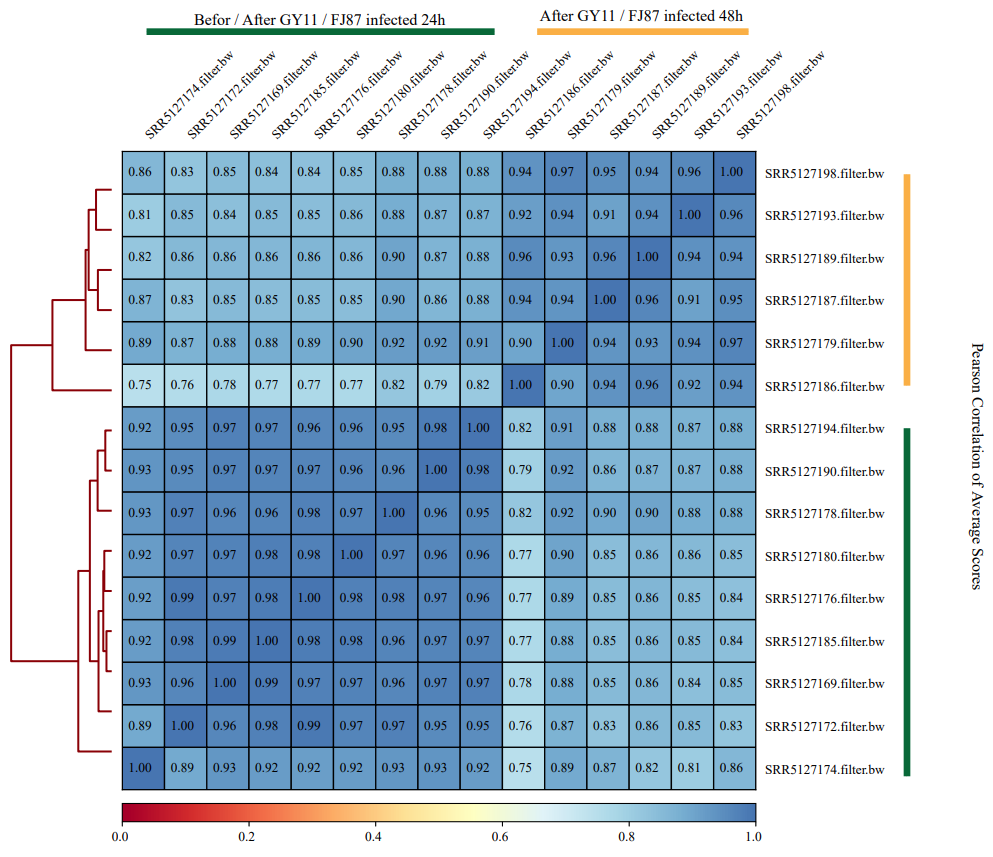 Befor / After GY11 / FJ87 infected 24h
After GY11 / FJ87 infected 48h
SRR5127174.filter.bw
SRR5127172.filter.bw
SRR5127169.filter.bw
SRR5127185.filter.bw
SRR5127176.filter.bw
SRR5127180.filter.bw
SRR5127178.filter.bw
SRR5127190.filter.bw
SRR5127194.filter.bw
SRR5127186.filter.bw
SRR5127179.filter.bw
SRR5127187.filter.bw
SRR5127189.filter.bw
SRR5127193.filter.bw
SRR5127198.filter.bw
0.86 0.83 0.85 0.84 0.84 0.85 0.88 0.88 0.88 0.94 0.97 0.95 0.94 0.96 1.00 SRR5127198.filter.bw
0.81 0.85 0.84 0.85 0.85 0.86 0.88 0.87 0.87 0.92 0.94 0.91 0.94 1.00 0.96 SRR5127193.filter.bw
0.82 0.86 0.86 0.86 0.86 0.86 0.90 0.87 0.88 0.96 0.93 0.96 1.00 0.94 0.94 SRR5127189.filter.bw
0.87 0.83 0.85 0.85 0.85 0.85 0.90 0.86 0.88 0.94 0.94 1.00 0.96 0.91 0.95 SRR5127187.filter.bw
0.89 0.87 0.88 0.88 0.89 0.90 0.92 0.92 0.91 0.90 1.00 0.94 0.93 0.94 0.97 SRR5127179.filter.bw
0.75 0.76 0.78 0.77 0.77 0.77 0.82 0.79 0.82 1.00 0.90 0.94 0.96 0.92 0.94 SRR5127186.filter.bw
0.92 0.95 0.97 0.97 0.96 0.96 0.95 0.98 1.00 0.82 0.91 0.88 0.88 0.87 0.88 SRR5127194.filter.bw
0.93 0.95 0.97 0.97 0.97 0.96 0.96 1.00 0.98 0.79 0.92 0.86 0.87 0.87 0.88 SRR5127190.filter.bw
0.93 0.97 0.96 0.96 0.98 0.97 1.00 0.96 0.95 0.82 0.92 0.90 0.90 0.88 0.88 SRR5127178.filter.bw
0.92 0.97 0.97 0.98 0.98 1.00 0.97 0.96 0.96 0.77 0.90 0.85 0.86 0.86 0.85 SRR5127180.filter.bw
0.92 0.99 0.97 0.98 1.00 0.98 0.98 0.97 0.96 0.77 0.89 0.85 0.86 0.85 0.84 SRR5127176.filter.bw
0.92 0.98 0.99 1.00 0.98 0.98 0.96 0.97 0.97 0.77 0.88 0.85 0.86 0.85 0.84 SRR5127185.filter.bw
0.93 0.96 1.00 0.99 0.97 0.97 0.96 0.97 0.97 0.78 0.88 0.85 0.86 0.84 0.85 SRR5127169.filter.bw
0.89 1.00 0.96 0.98 0.99 0.97 0.97 0.95 0.95 0.76 0.87 0.83 0.86 0.85 0.83 SRR5127172.filter.bw
1.00 0.89 0.93 0.92 0.92 0.92 0.93 0.93 0.92 0.75 0.89 0.87 0.82 0.81 0.86 SRR5127174.filter.bw
Pearson Correlation of Average Scores
0.0 0.2 0.4 0.6 0.8 1.0